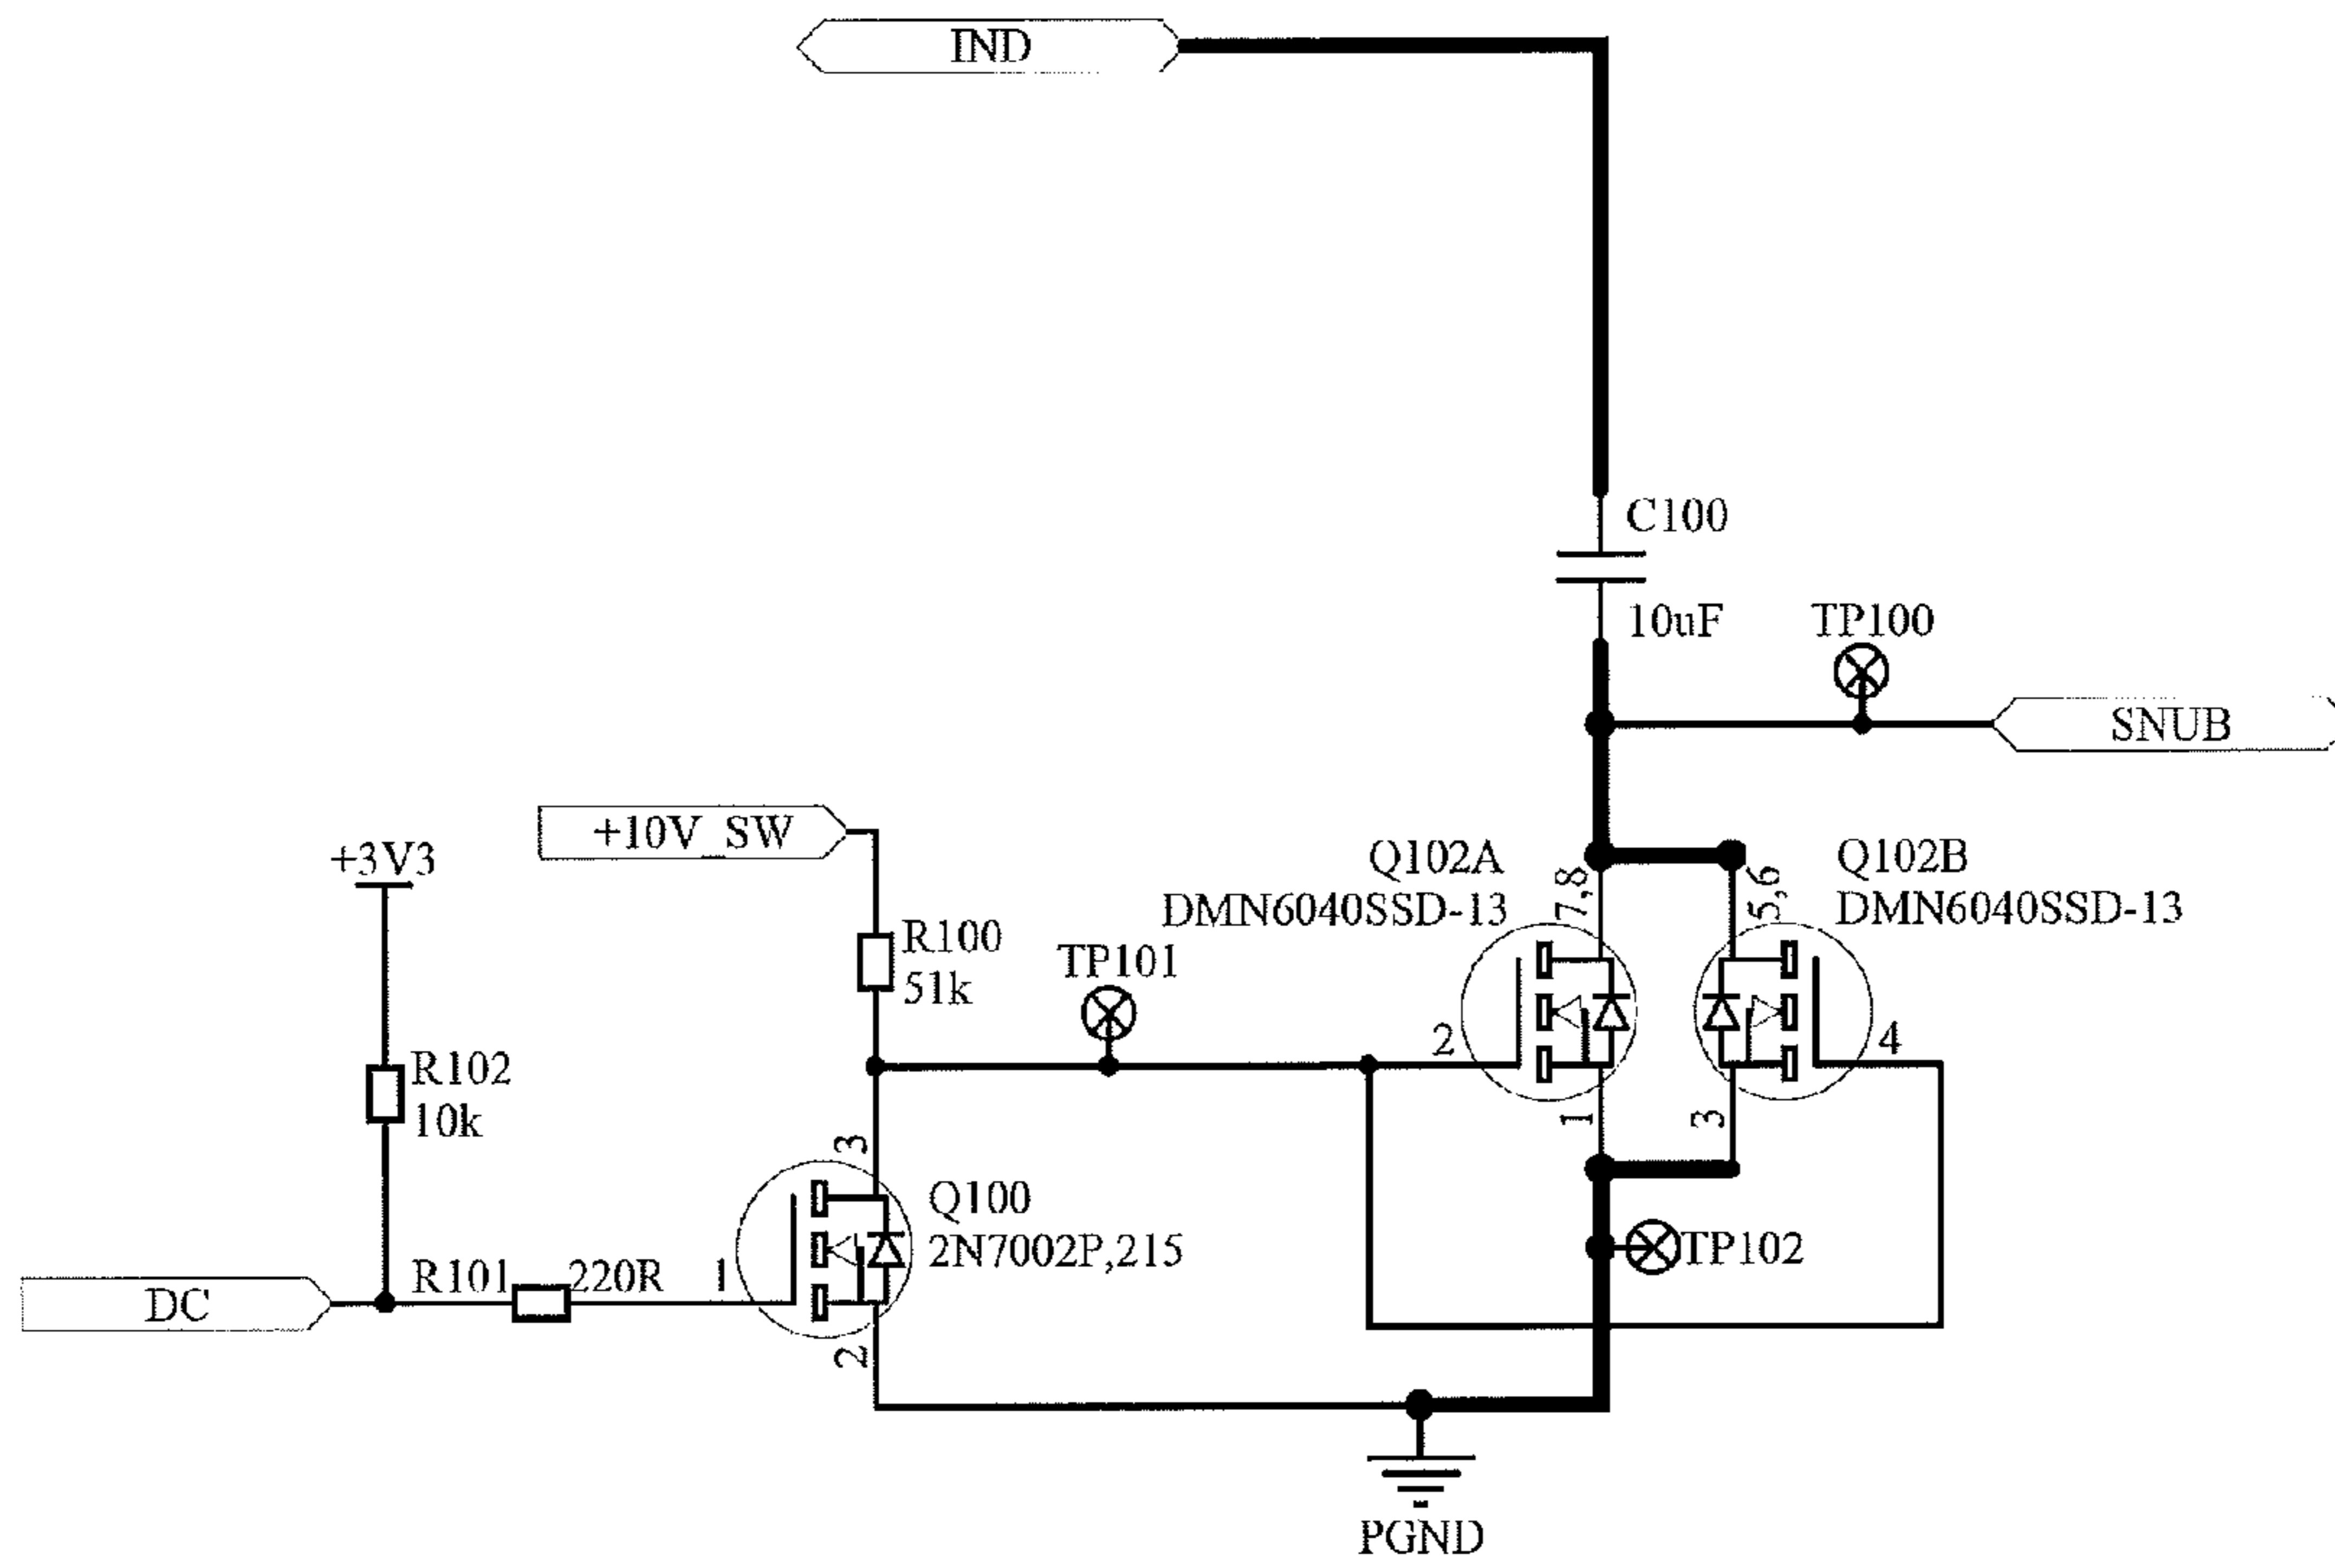 IND
C100
10uF
TP100
SNUB
+10V_SW
+3V3
Q102A
DMN6040SSD-13
7,8
5,6
Q102B
DMN6040SSD-13
R100
51k
TP101
2
4
R102
10k
1
3
3
Q100
2N7002P,215
TP102
DC
R101
220R
1
2
PGND